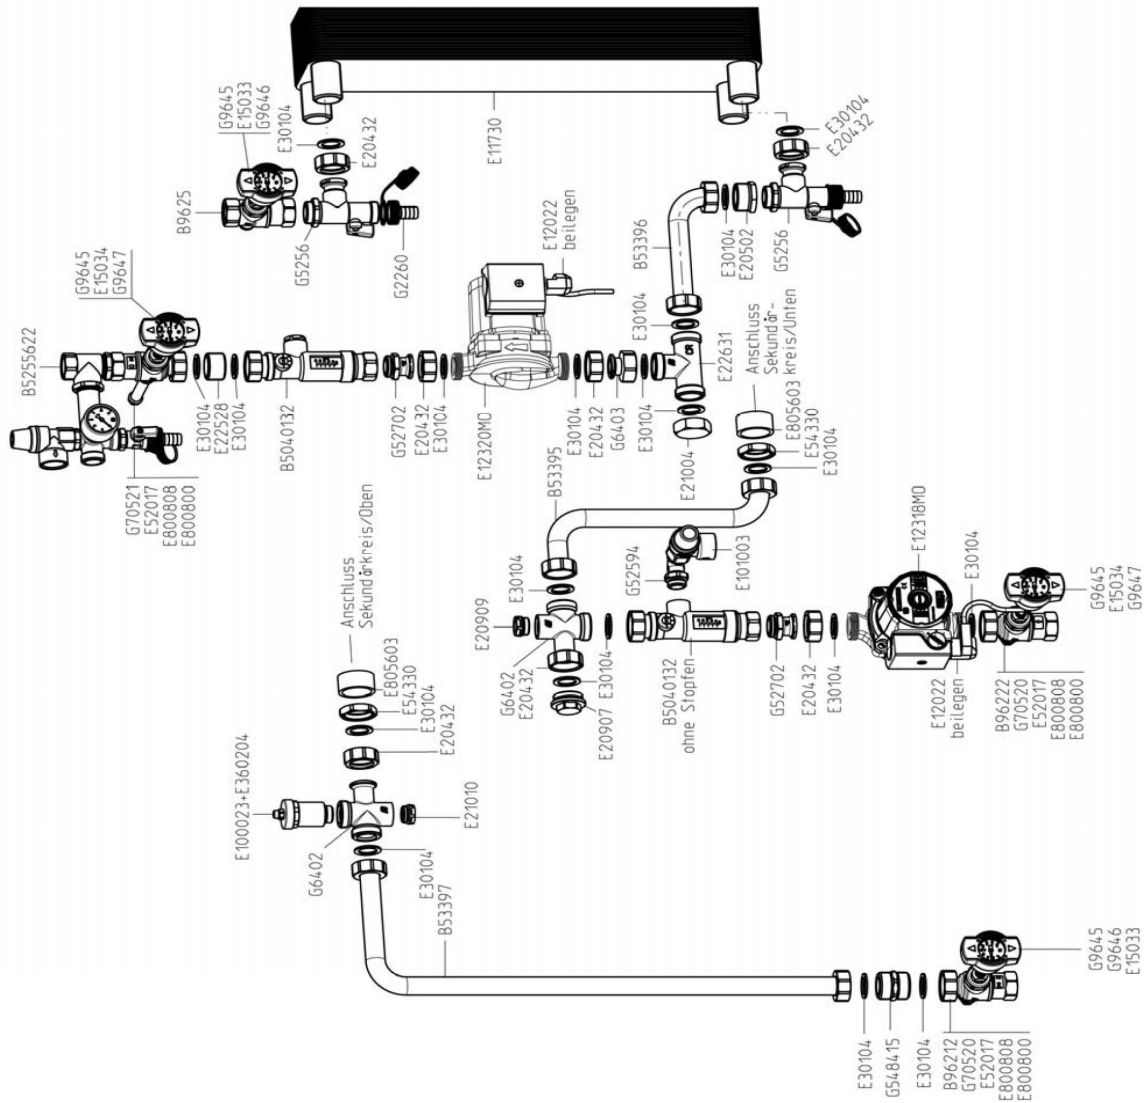 G9645
E15033
G9646
E30104
E20432
B9625
G5256
G2260
E11730
E30104
E20432
G5256
E30104
E20502
B53396
E12022
beilegen
G9645
E15034
G9647
B5255622
E30104
E22528
E30104
B5040132
G52702
E20432
E30104
E12320MO
E30104
E20432
G6403
E30104
E30104
E22631
E21004
G70521
E52017
E800808
E800800
Anschluss
Sekundärkreis/Oben
E805603
E54330
E30104
E20432
E100023+E360204
G6402
E21010
E30104
B53397
B53395
Anschluss
Sekundär-
kreis/Unten
E805603
E54330
E30104
E30104
E20909
G6402
E20432
E20907
E30104
G52594
E101003
B5040132
ohne Stopfen
G52702
E20432
E30104
E12318MO
E30104
E12022
beilegen
G9645
E15034
G9647
B96222
G70520
E52017
E800808
E800800
E30104
G548415
E30104
G9645
G9646
E15033
B96212
G70520
E52017
E800808
E800800